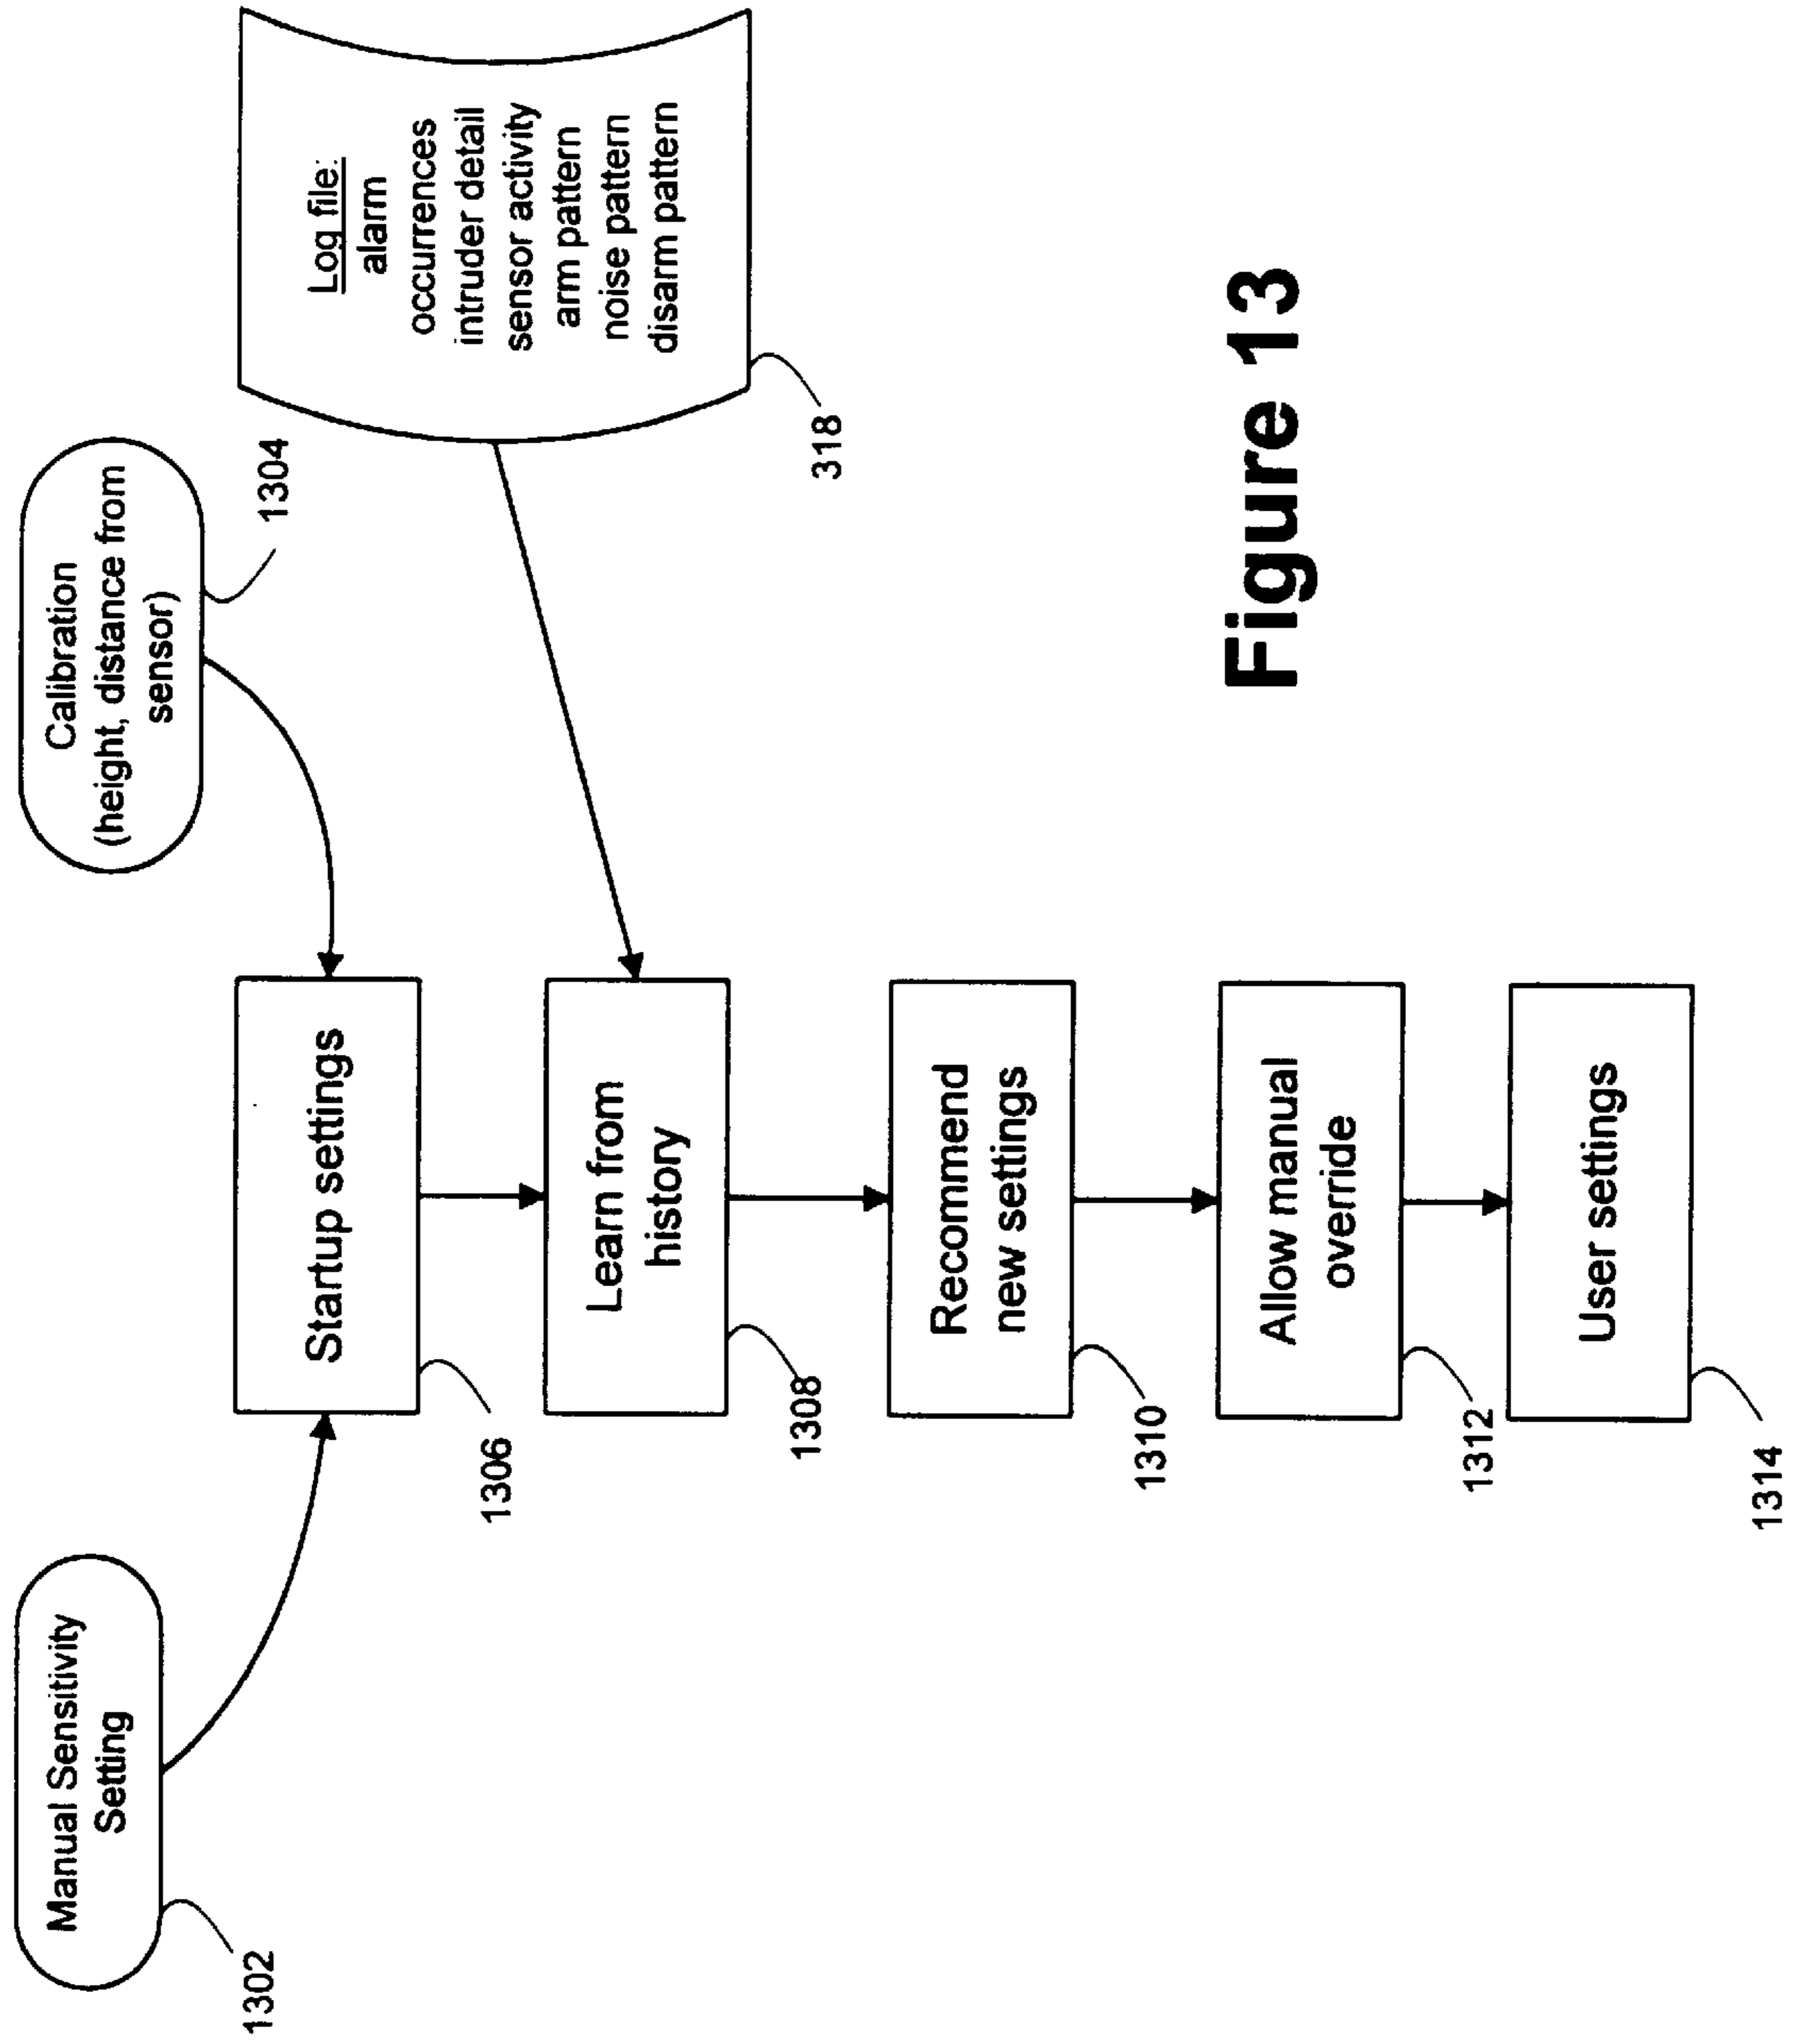 Manual Sensitivity
Setting
1302
Calibration
(height, distance from
sensor)
1304
Startup settings
1306
Log file:
alarm
occurrences
intruder detail
sensor activity
arm pattern
noise pattern
disarm pattern
318
Learn from
history
1308
Recommend
new settings
1310
Allow manual
override
1312
User settings
1314
Figure 13